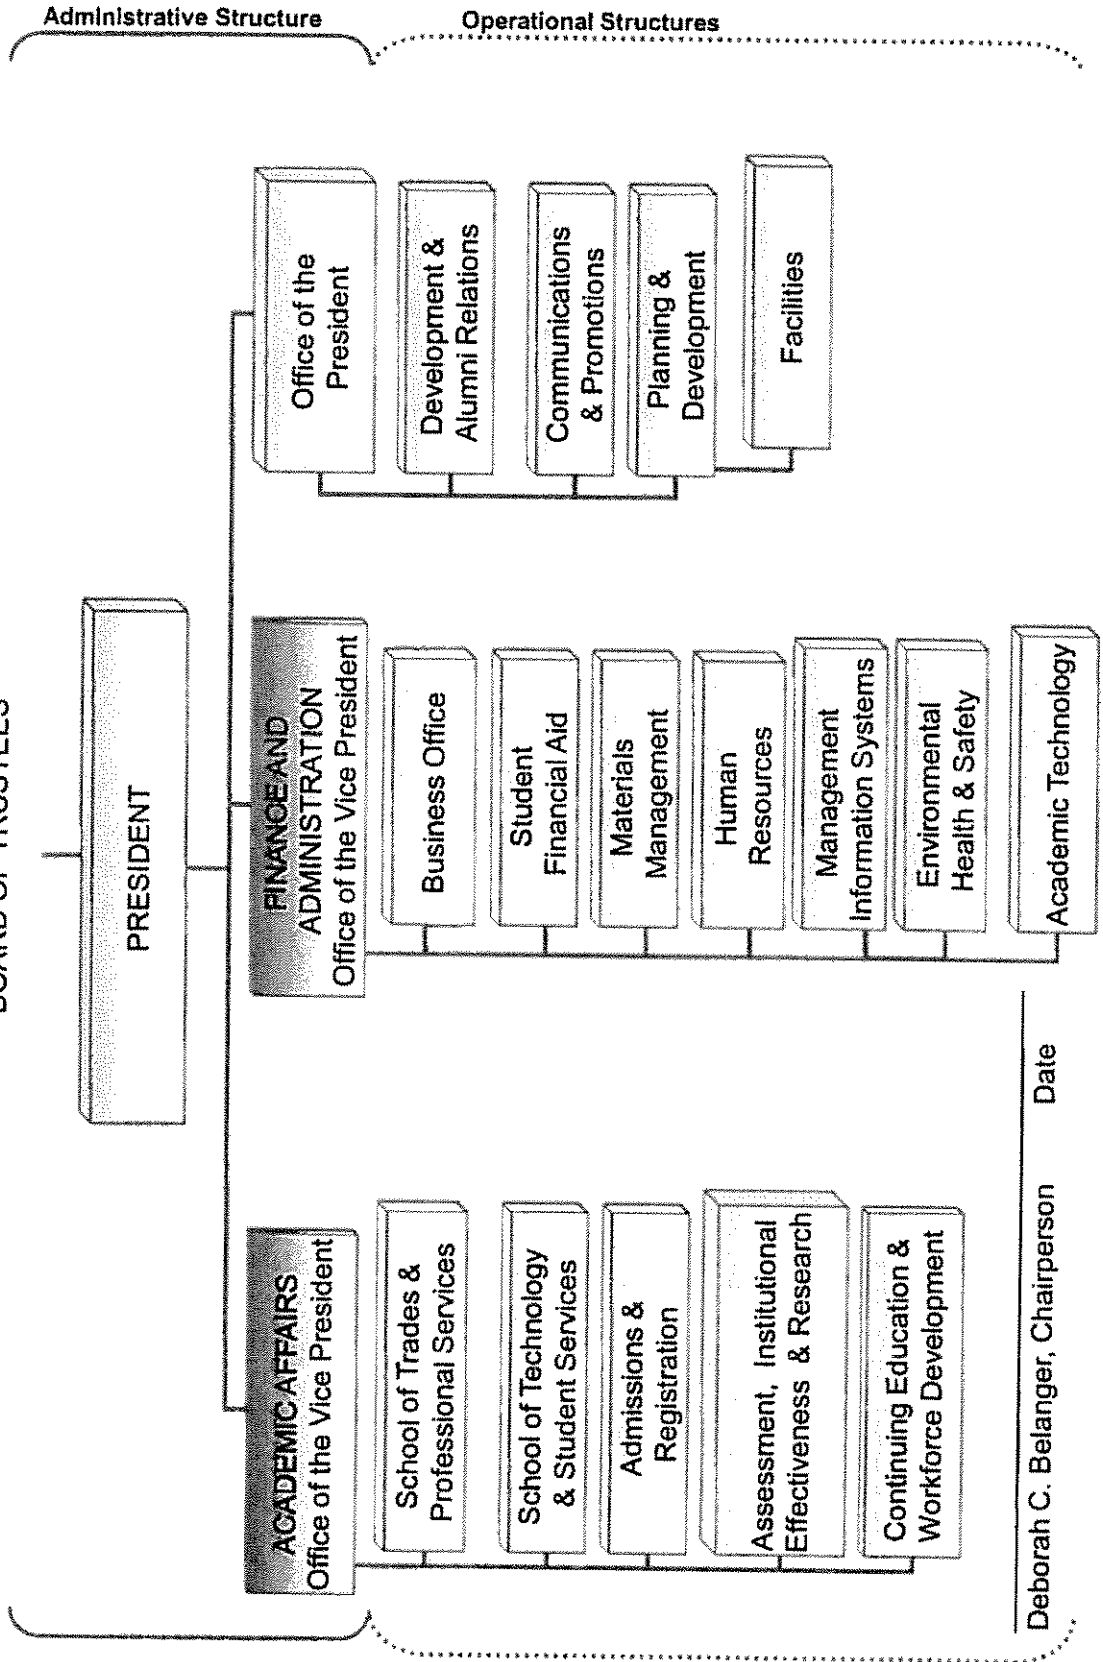 Administrative Structure
Operational Structures
BOARD OF TRUSTEES
PRESIDENT
ACADEMIC AFFAIRS
Office of the Vice President
School of Trades &
Professional Services
School of Technology
& Student Services
Admissions &
Registration
Assessment, Institutional
Effectiveness & Research
Continuing Education &
Workforce Development
FINANCE AND
ADMINISTRATION
Office of the Vice President
Business Office
Student
Financial Aid
Materials
Management
Human
Resources
Management
Information Systems
Environmental
Health & Safety
Academic Technology
Office of the
President
Development &
Alumni Relations
Communications
& Promotions
Planning &
Development
Facilities
Deborah C. Belanger, Chairperson Date